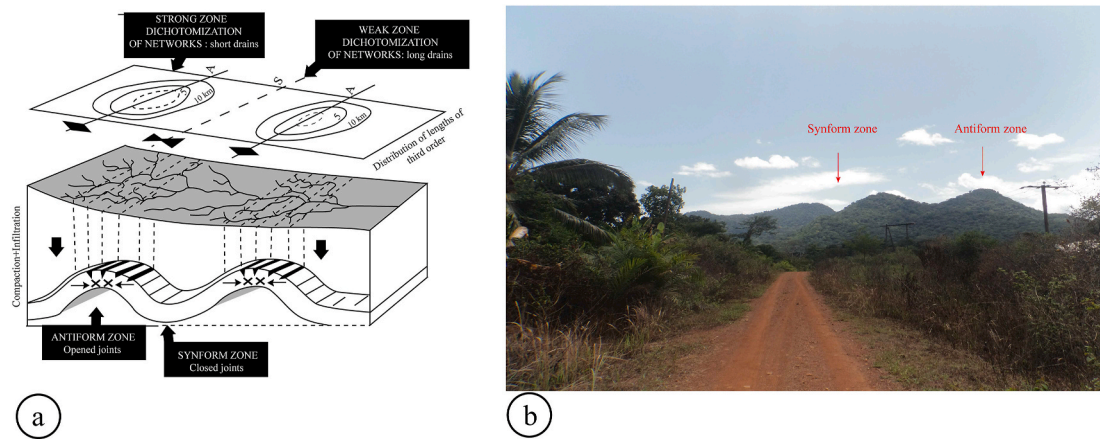 STRONG ZONE
DICHOTOMIZATION
OF NETWORKS : short drains
WEAK ZONE
DICHOTOMIZATION
OF NETWORKS: long drains
A
S
A
5
10 km
5
10 km
Distribution of lengths of
third order
Compaction+Infiltration
ANTIFORM ZONE
Opened joints
SYNFORM ZONE
Closed joints
a
Synform zone
Antiform zone
b